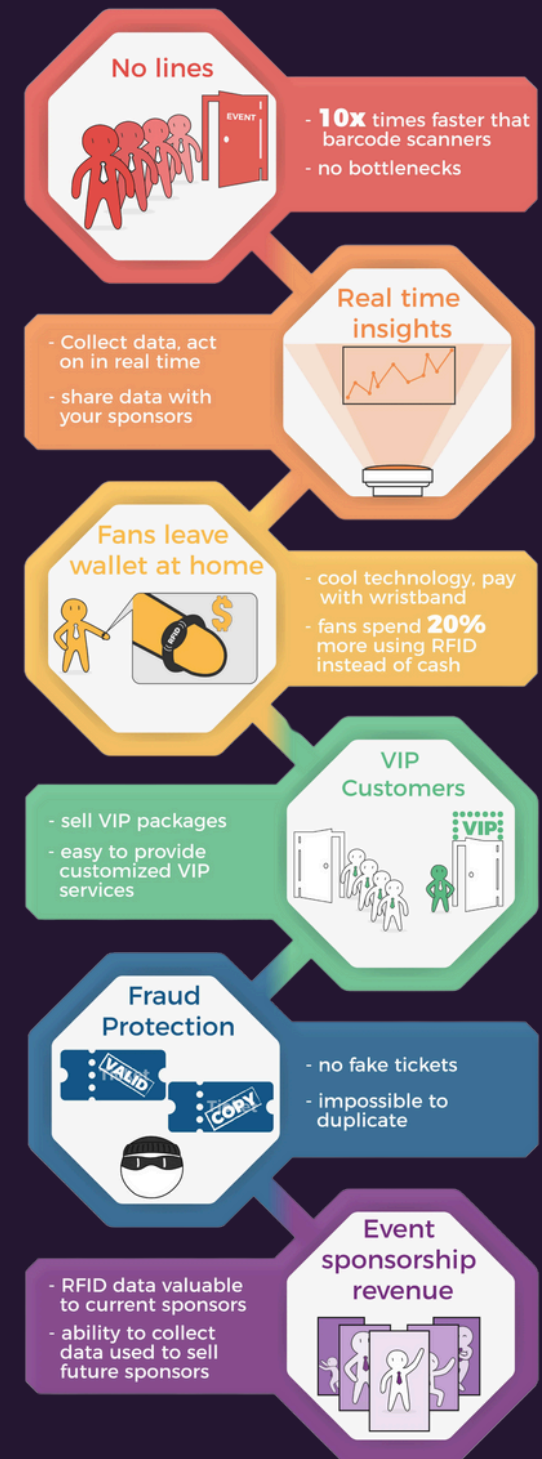 No lines
EVENT
- 10x times faster that
barcode scanners
- no bottlenecks
Real time
insights
- Collect data, act
on in real time
- share data with
your sponsors
Fans leave
wallet at home
RFID
$
- cool technology, pay
with wristband
- fans spend 20%
more using RFID
instead of cash
VIP
Customers
VIP
- sell VIP packages
- easy to provide
customized VIP
services
Fraud
Protection
VALID
COPY
- no fake tickets
- impossible to
duplicate
Event
sponsorship
revenue
- RFID data valuable
to current sponsors
- ability to collect
data used to sell
future sponsors